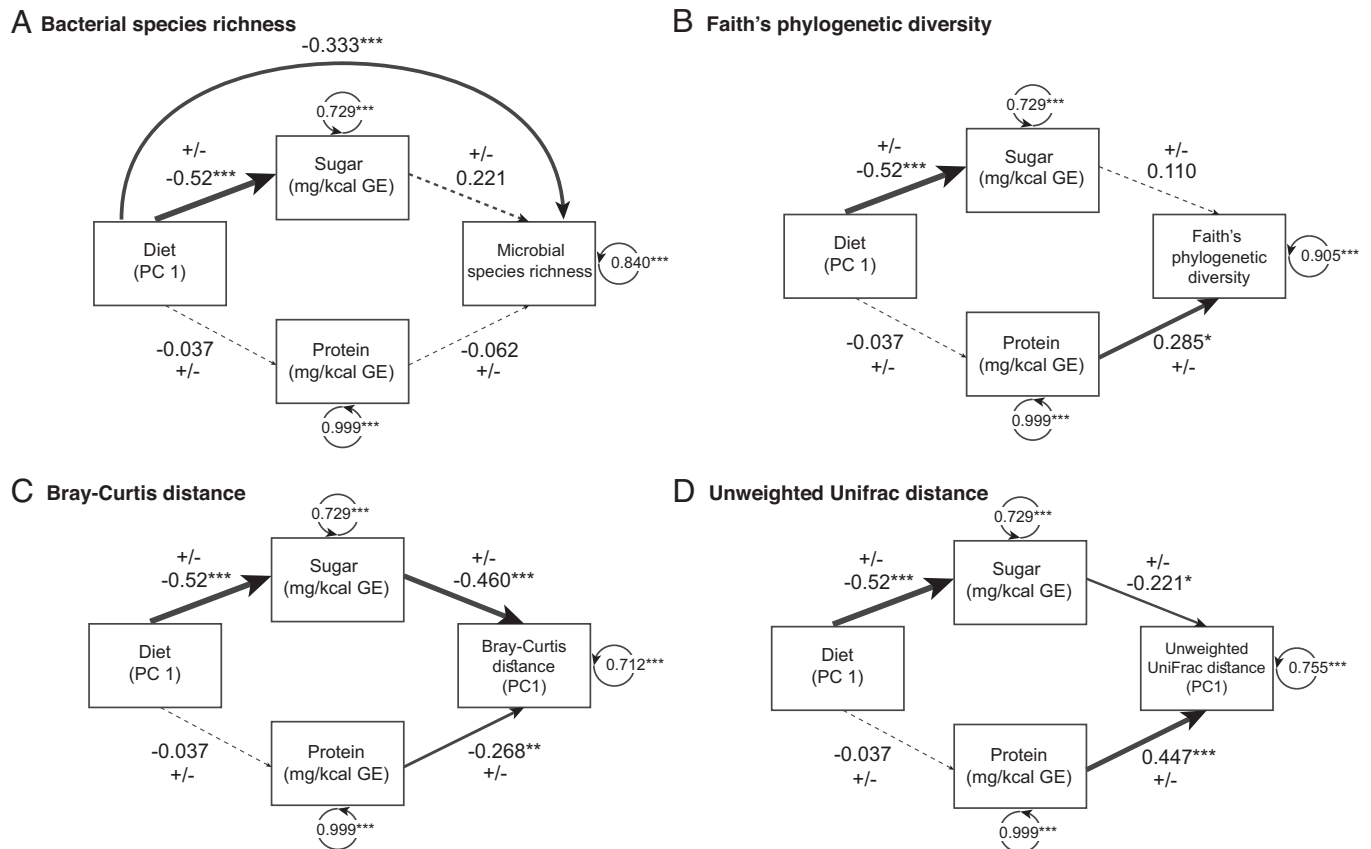 A Bacterial species richness
-0.333***
0.729***
+/-
-0.52***
Sugar
(mg/kcal GE)
+/-
0.221
Diet
(PC 1)
Microbial
species richness
0.840***
-0.037
+/-
Protein
(mg/kcal GE)
-0.062
+/-
0.999***
B Faith's phylogenetic diversity
0.729***
+/-
-0.52***
Sugar
(mg/kcal GE)
+/-
0.110
Diet
(PC 1)
Faith's
phylogenetic
diversity
0.905***
-0.037
+/-
Protein
(mg/kcal GE)
0.285*
+/-
0.999***
C Bray-Curtis distance
0.729***
+/-
-0.52***
Sugar
(mg/kcal GE)
+/-
-0.460***
Diet
(PC 1)
Bray-Curtis
distance
(PC1)
0.712***
-0.037
+/-
Protein
(mg/kcal GE)
-0.268**
+/-
0.999***
D Unweighted Unifrac distance
0.729***
+/-
-0.52***
Sugar
(mg/kcal GE)
+/-
-0.221*
Diet
(PC 1)
Unweighted
UniFrac distance
(PC1)
0.755***
-0.037
+/-
Protein
(mg/kcal GE)
0.447***
+/-
0.999***